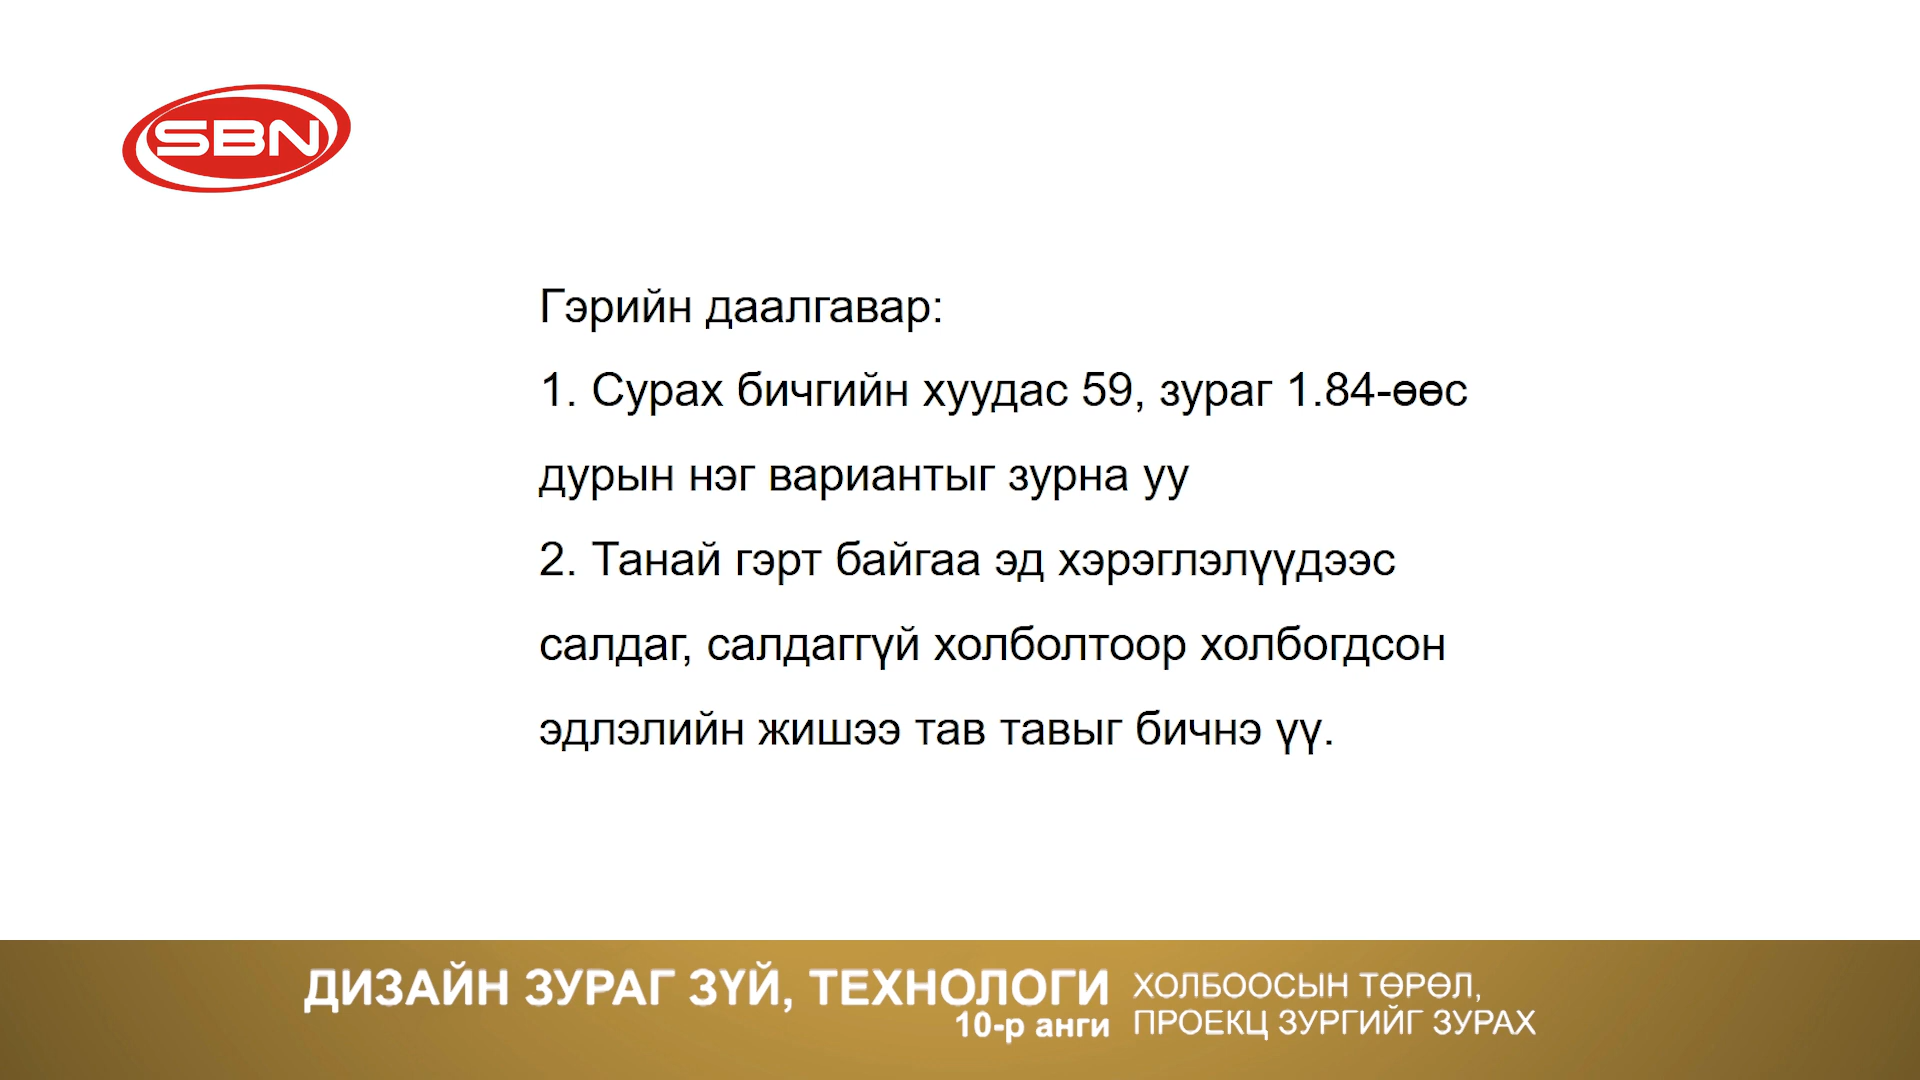 SBN
Гэрийн даалгавар:
1. Сурах бичгийн хуудас 59, зураг 1.84-өөс
дурын нэг вариантыг зурна уу
2. Танай гэрт байгаа эд хэрэглэлүүдээс
салдаг, салдаггүй холболтоор холбогдсон
эдлэлийн жишээ тав тавыг бичнэ үү.
ДИЗАЙН ЗУРАГ ЗҮЙ, ТЕХНОЛОГИ
10-р анги
ХОЛБООСЫН ТӨРӨЛ,
ПРОЕКЦ ЗУРГИЙГ ЗУРАХ